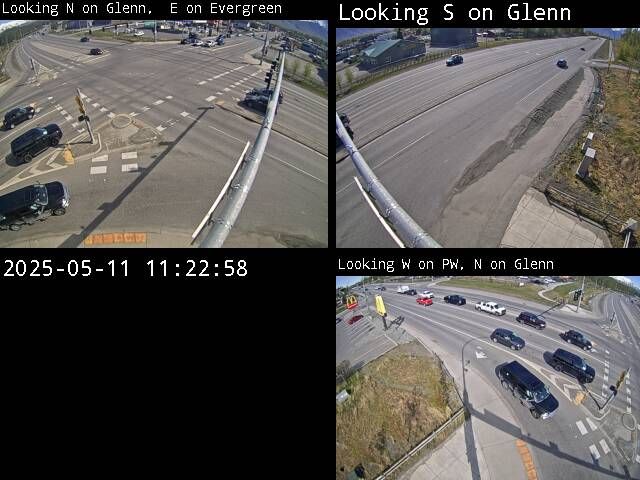 Looking N on Glenn,  E on Evergreen
Looking S on Glenn
2025-05-11 11:22:58
Looking W on PW, N on Glenn